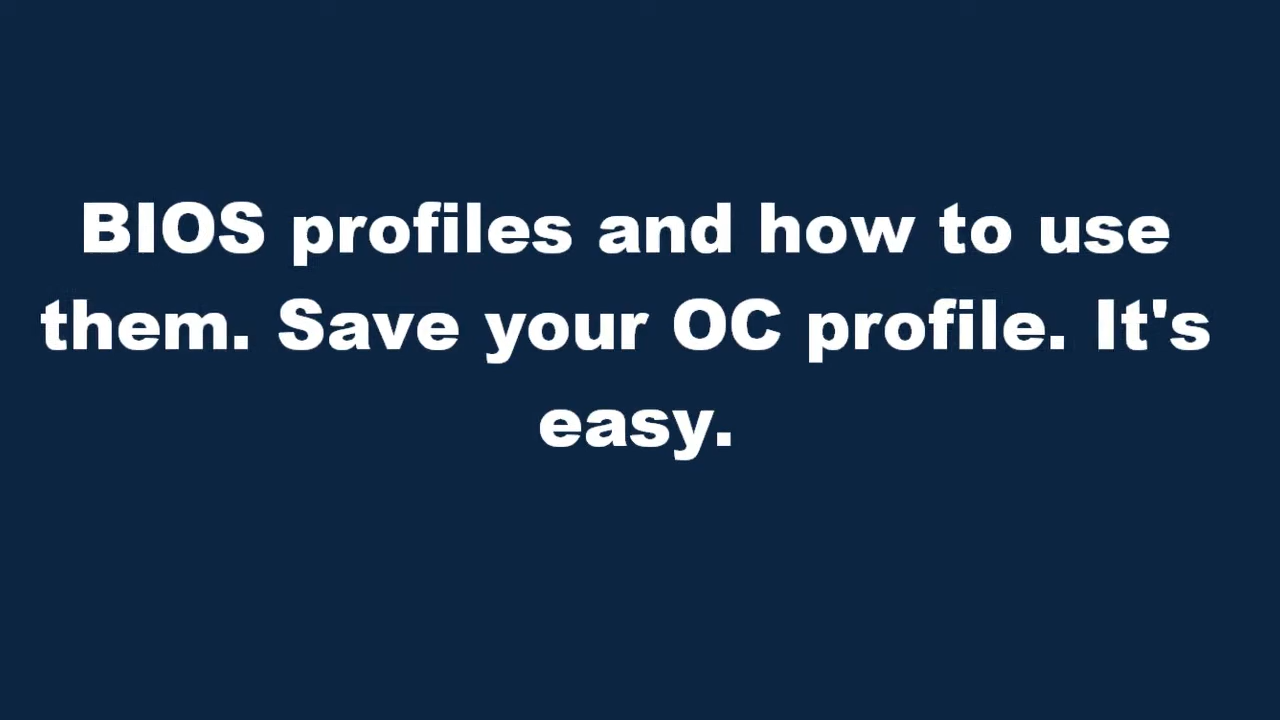 BIOS profiles and how to use
them. Save your OC profile. It's
easy.